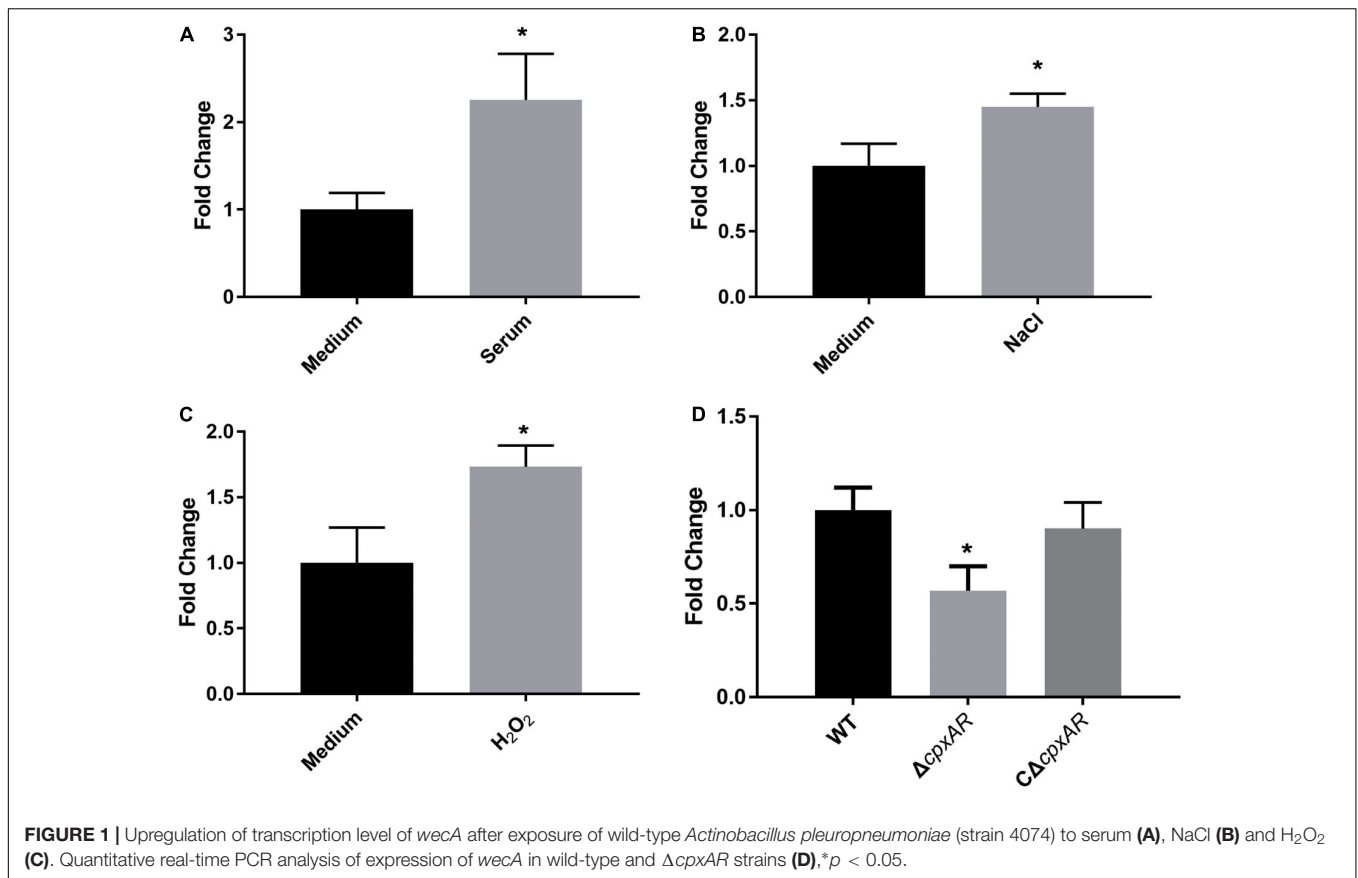 A
Fold Change
3
2
1
0
*
Medium
Serum
B
Fold Change
2.0
1.5
1.0
0.5
0.0
*
Medium
NaCl
C
Fold Change
2.0
1.5
1.0
0.5
0.0
*
Medium
H₂O₂
D
Fold Change
1.5
1.0
0.5
0.0
*
WT
ΔcpxAR
CΔcpxAR
FIGURE 1 | Upregulation of transcription level of wecA after exposure of wild-type Actinobacillus pleuropneumoniae (strain 4074) to serum (A), NaCl (B) and H₂O₂
(C). Quantitative real-time PCR analysis of expression of wecA in wild-type and ΔcpxAR strains (D),*p < 0.05.